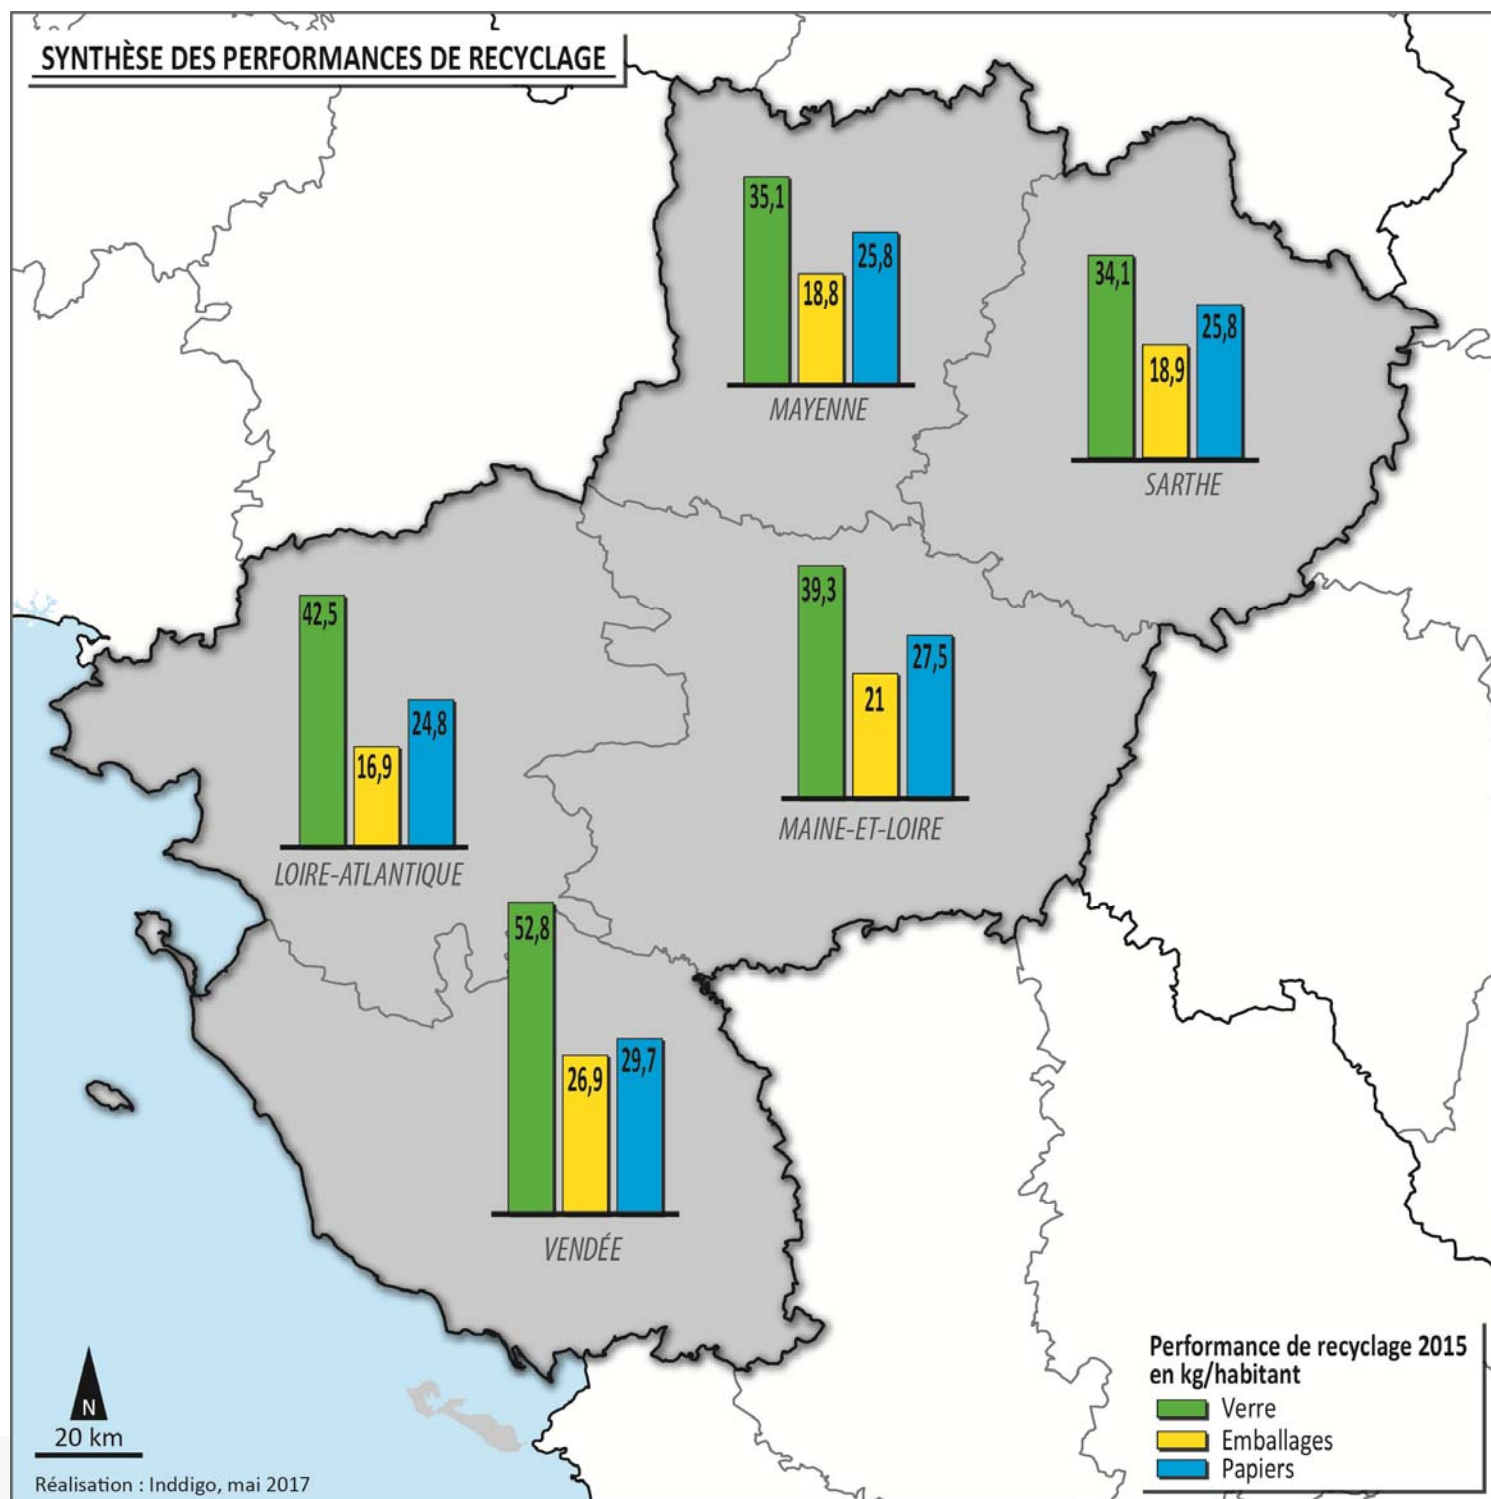 SYNTHÈSE DES PERFORMANCES DE RECYCLAGE
35,1
18,8
25,8
MAYENNE
34,1
18,9
25,8
SARTHE
42,5
16,9
24,8
LOIRE-ATLANTIQUE
39,3
21
27,5
MAINE-ET-LOIRE
52,8
26,9
29,7
VENDÉE
N
20 km
Réalisation : Inddigo, mai 2017
Performance de recyclage 2015
en kg/habitant
Verre
Emballages
Papiers